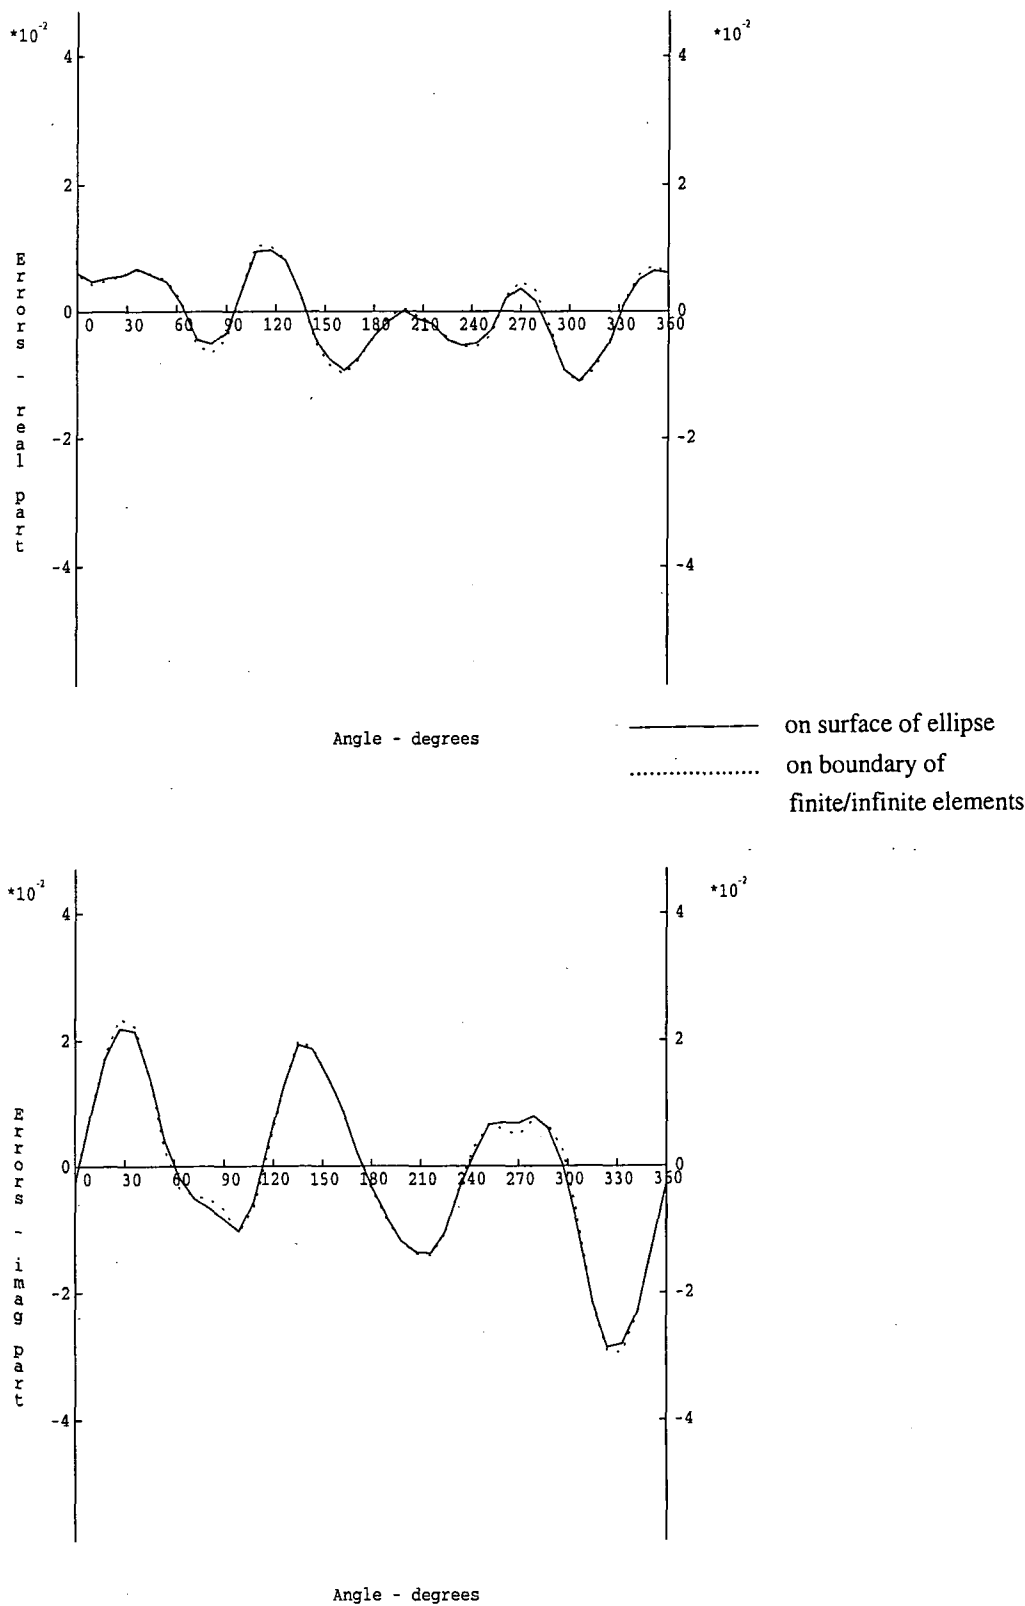 *10⁻² *10⁻²
4 4
2 2
0 0
0 30 60 90 120 150 180 210 240 270 300 330 360
-2 -2
-4 -4
Errors - real part
Angle - degrees
on surface of ellipse
on boundary of
finite/infinite elements
*10⁻² *10⁻²
4 4
2 2
0 0
0 30 60 90 120 150 180 210 240 270 300 330 360
-2 -2
-4 -4
Errors - imag part
Angle - degrees